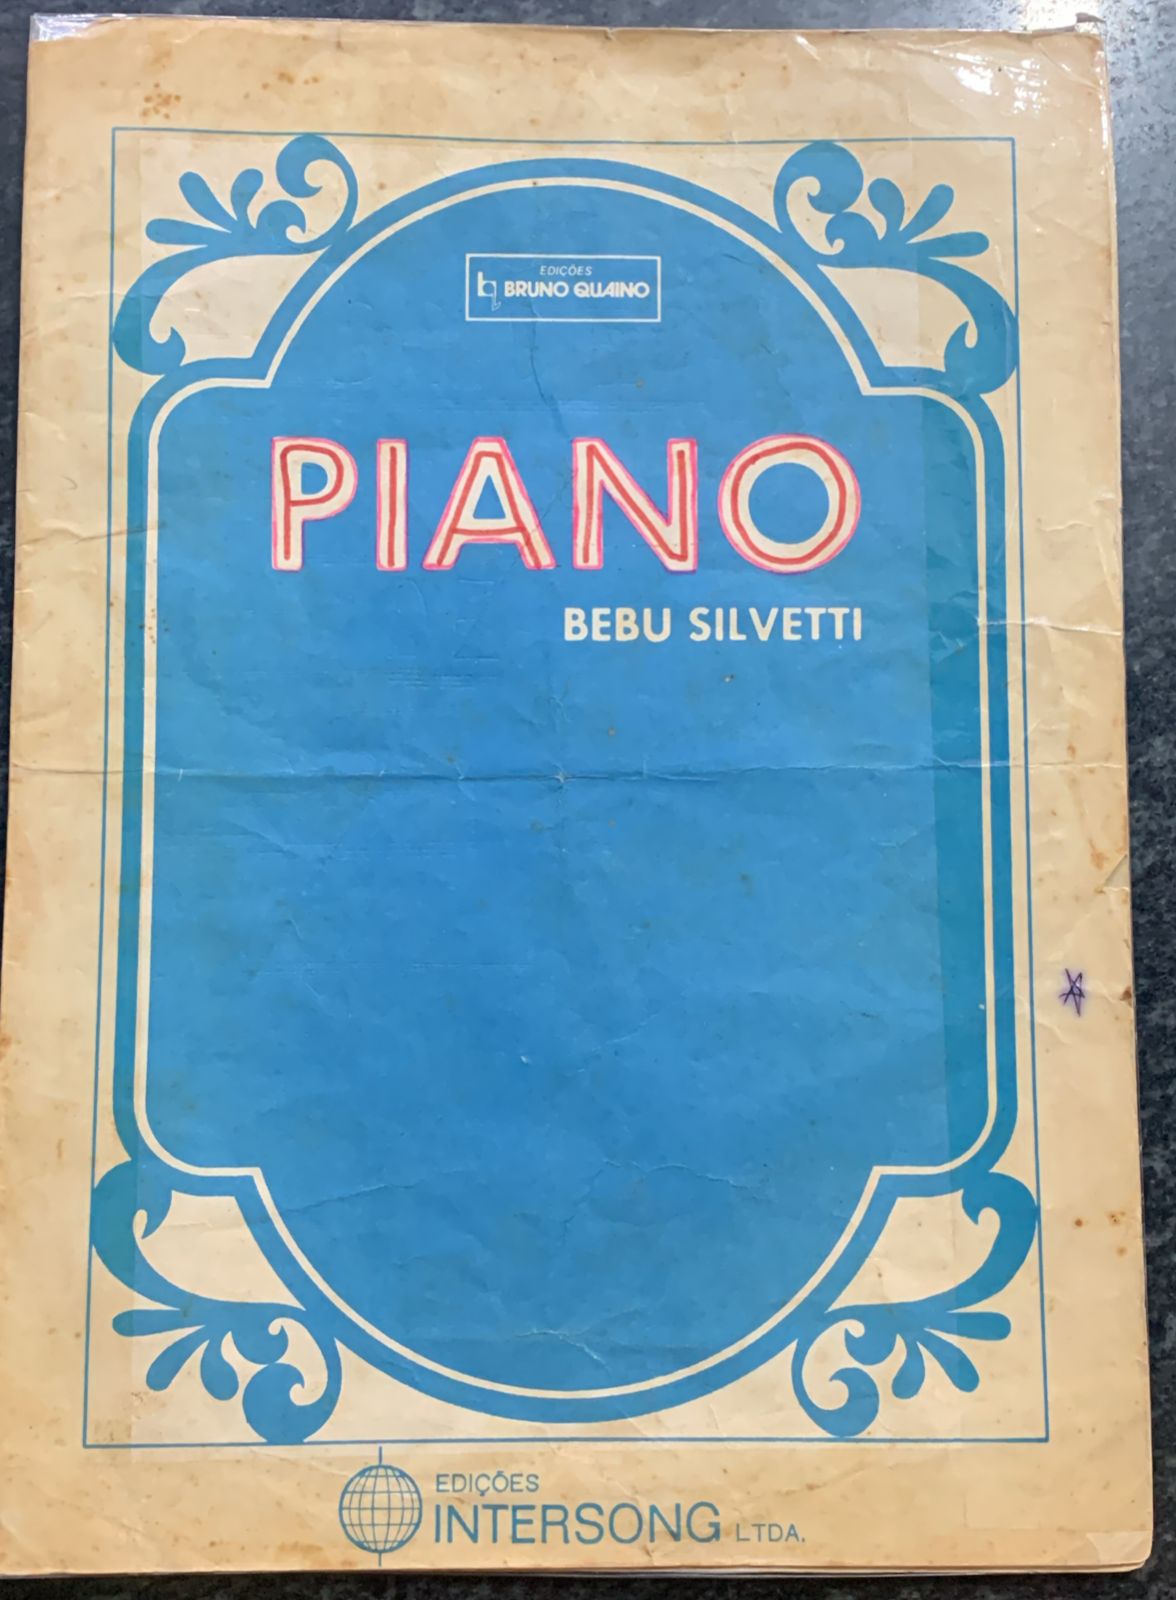 EDIÇÕES
BRUNO QUAINO
PIANO
BEBU SILVETTI
EDIÇÕES
INTERSONG LTDA.